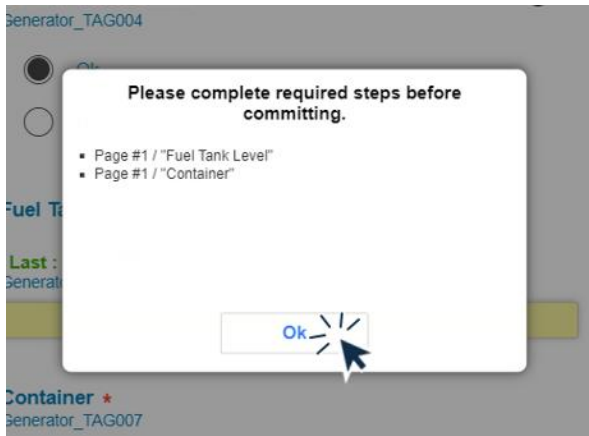 Generator_TAG004
Ok
Please complete required steps before
committing.
Page #1 / "Fuel Tank Level"
Page #1 / "Container"
Fuel Ta
Last :
Generat
Ok
Container *
Generator_TAG007